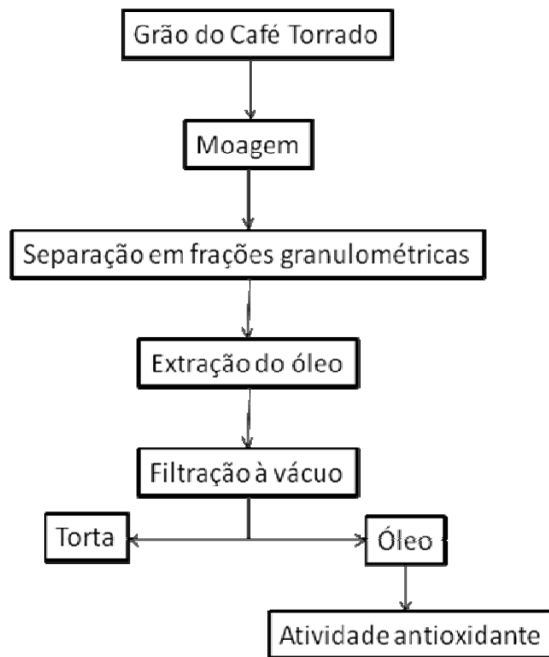 Grão do Café Torrado
Moagem
Separação em frações granulométricas
Extração do óleo
Filtração à vácuo
Torta
Óleo
Atividade antioxidante